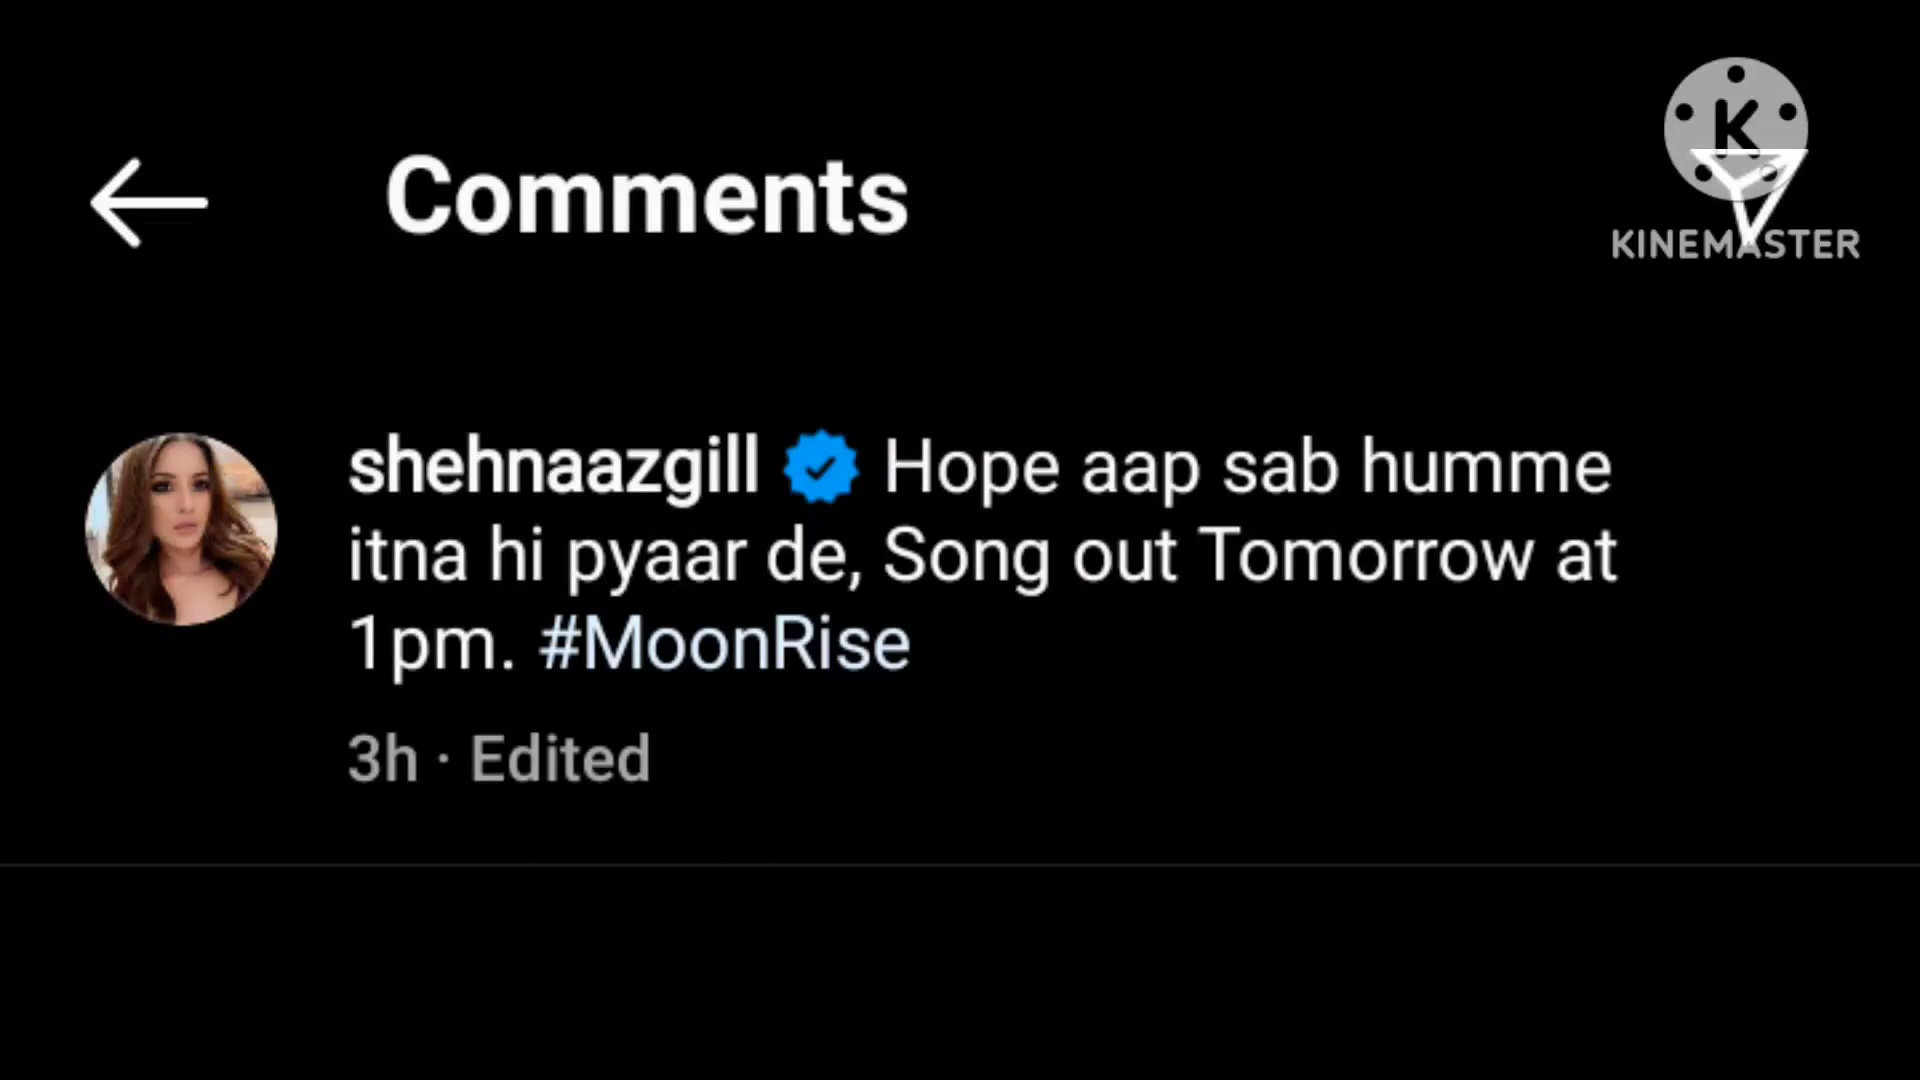 Comments
K
KINEMASTER
shehnaazgill Hope aap sab humme
itna hi pyaar de, Song out Tomorrow at
1pm. #MoonRise
3h · Edited